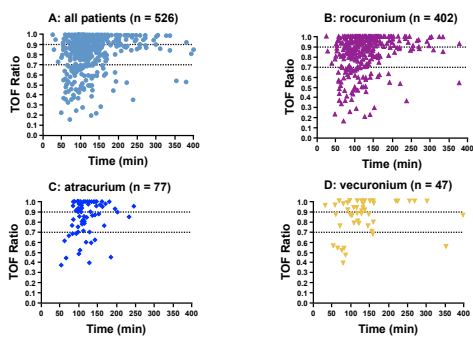 A: all patients (n = 526)
TOF Ratio
1.0
0.9
0.8
0.7
0.6
0.5
0.4
0.3
0.2
0.1
0.0
0 50 100 150 200 250 300 350 400
Time (min)
B: rocuronium (n = 402)
TOF Ratio
1.0
0.9
0.8
0.7
0.6
0.5
0.4
0.3
0.2
0.1
0.0
0 50 100 150 200 250 300 350 400
Time (min)
C: atracurium (n = 77)
TOF Ratio
1.0
0.9
0.8
0.7
0.6
0.5
0.4
0.3
0.2
0.1
0.0
0 50 100 150 200 250 300 350 400
Time (min)
D: vecuronium (n = 47)
TOF Ratio
1.0
0.9
0.8
0.7
0.6
0.5
0.4
0.3
0.2
0.1
0.0
0 50 100 150 200 250 300 350 400
Time (min)